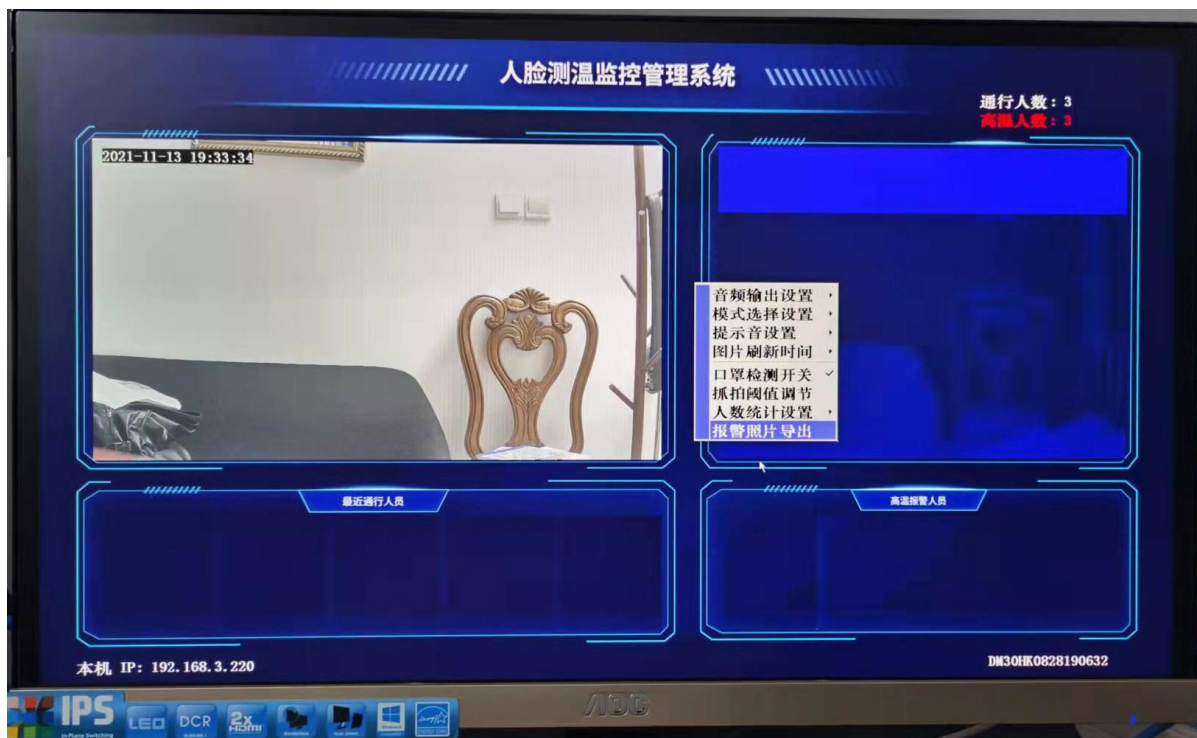 人脸测温监控管理系统
通行人数：3
高温人数：3
2021-11-13 19:33:34
音频输出设置
模式选择设置
提示音设置
图片刷新时间
口罩检测开关
抓拍阈值调节
人数统计设置
报警照片导出
最近通行人员
高温报警人员
本机 IP: 192.168.3.220
DM30HK0828190632
AOC
IPS
In-Plane Switching
LED
DCR
2x
HDMI